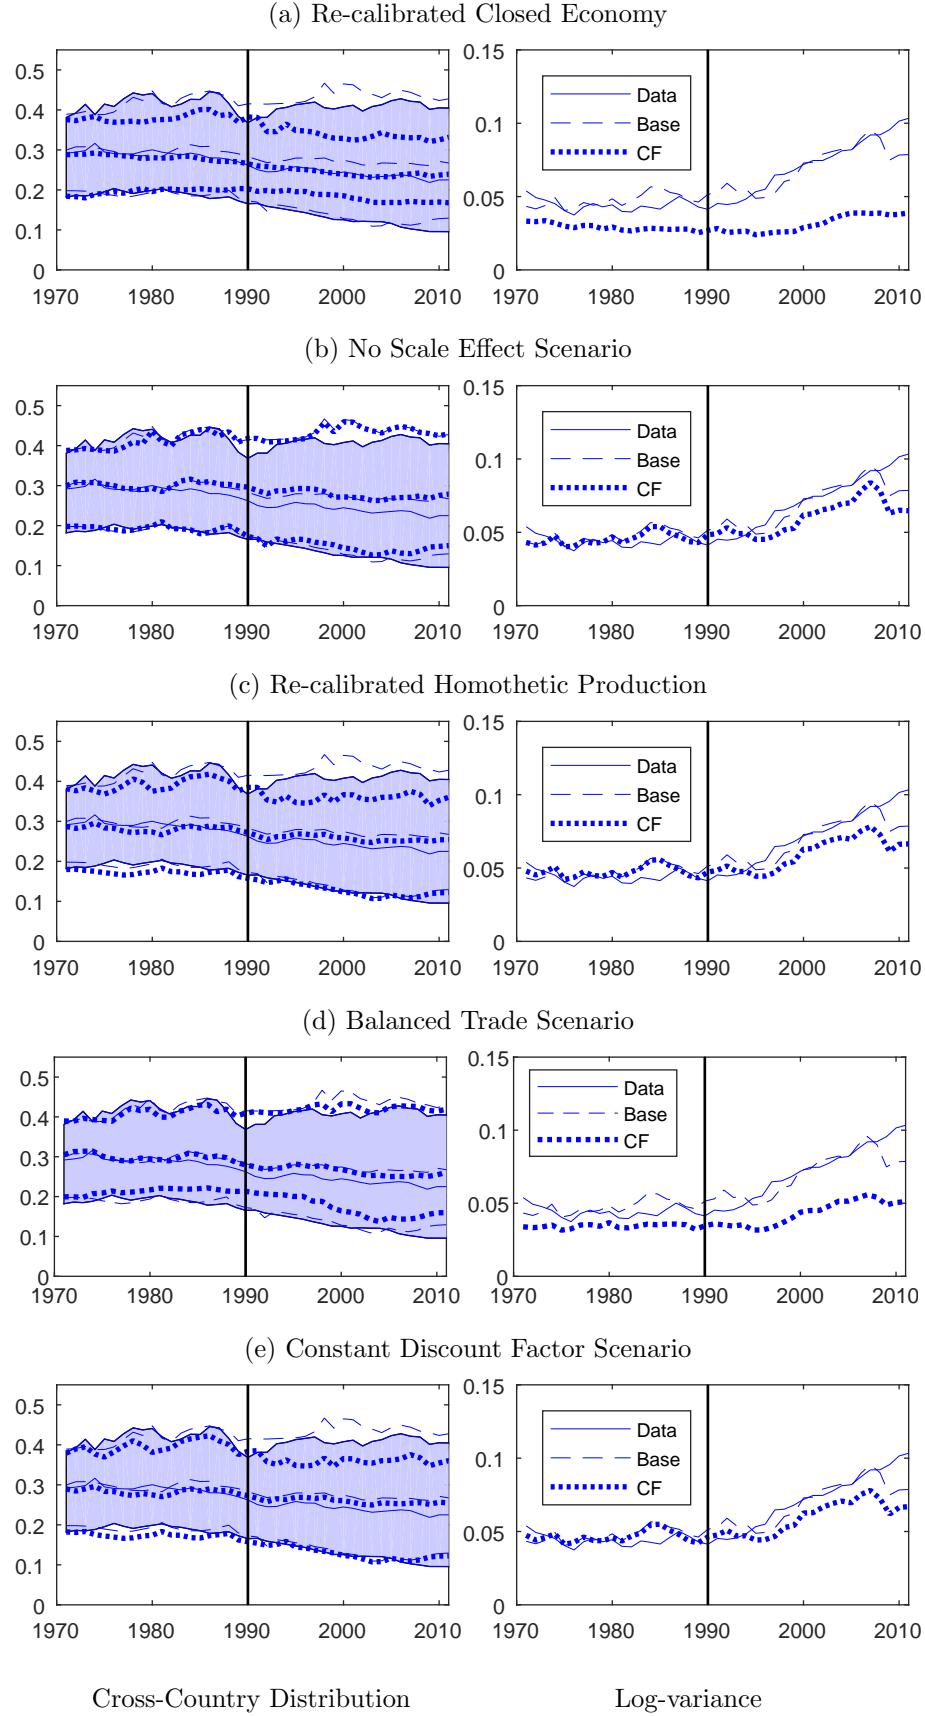 (a) Re-calibrated Closed Economy
0.5
0.4
0.3
0.2
0.1
0
1970 1980 1990 2000 2010
0.15
0.1
0.05
0
1970 1980 1990 2000 2010
Data
Base
CF
(b) No Scale Effect Scenario
0.5
0.4
0.3
0.2
0.1
0
1970 1980 1990 2000 2010
0.15
0.1
0.05
0
1970 1980 1990 2000 2010
Data
Base
CF
(c) Re-calibrated Homothetic Production
0.5
0.4
0.3
0.2
0.1
0
1970 1980 1990 2000 2010
0.15
0.1
0.05
0
1970 1980 1990 2000 2010
Data
Base
CF
(d) Balanced Trade Scenario
0.5
0.4
0.3
0.2
0.1
0
1970 1980 1990 2000 2010
0.15
0.1
0.05
0
1970 1980 1990 2000 2010
Data
Base
CF
(e) Constant Discount Factor Scenario
0.5
0.4
0.3
0.2
0.1
0
1970 1980 1990 2000 2010
0.15
0.1
0.05
0
1970 1980 1990 2000 2010
Data
Base
CF
Cross-Country Distribution
Log-variance